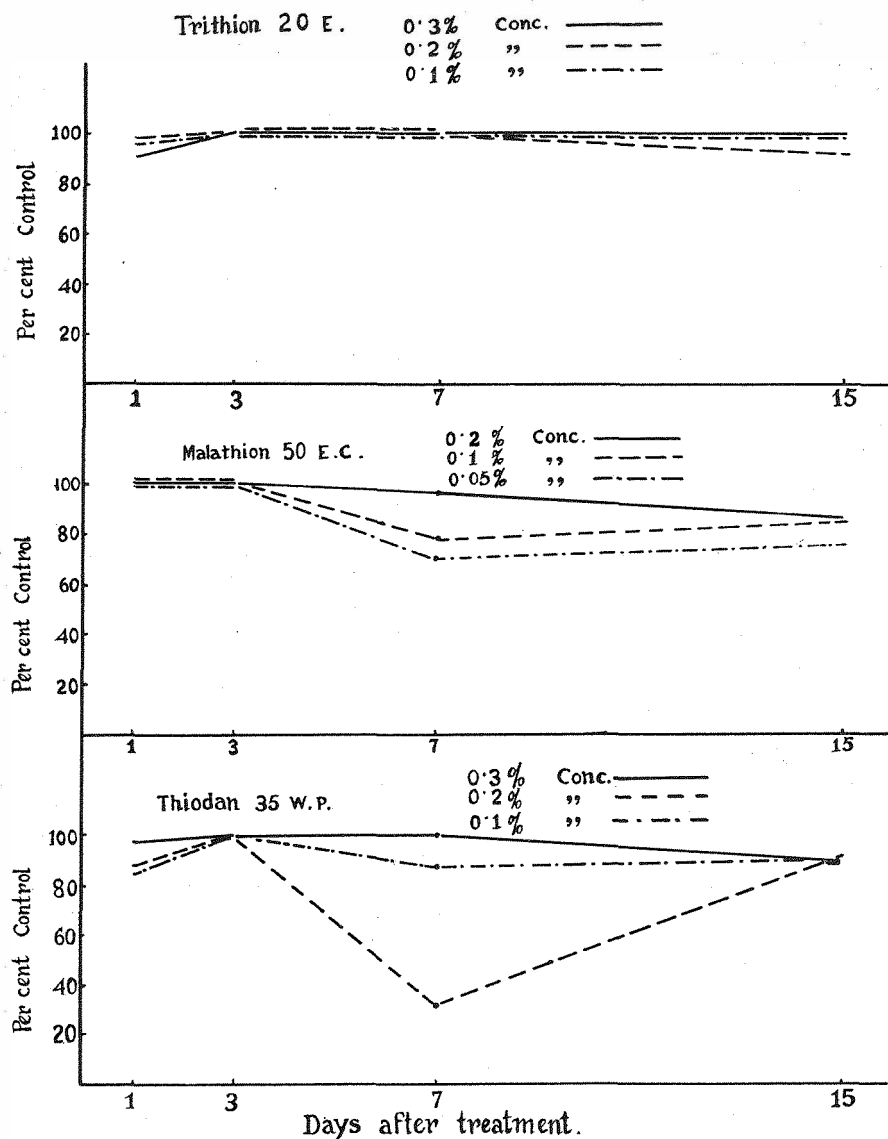 Trithion 20 E. 0·3% Conc.
0·2% ,,
0·1% ,,
Per cent Control
100
80
60
40
20
1 3 7 15
Malathion 50 E.C. 0·2% Conc.
0·1% ,,
0·05% ,,
Per cent Control
100
80
60
40
20
1 3 7 15
Thiodan 35 W.P. 0·3% Conc.
0·2% ,,
0·1% ,,
Per cent Control
100
80
60
40
20
1 3 7 15
Days after treatment.